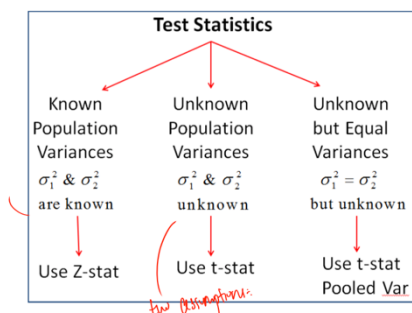 Test Statistics
Known
Population
Variances
σ₁² & σ₂²
are known
Use Z-stat
Unknown
Population
Variances
σ₁² & σ₂²
unknown
Use t-stat
Unknown
but Equal
Variances
σ₁² = σ₂²
but unknown
Use t-stat
Pooled Var
assumptions